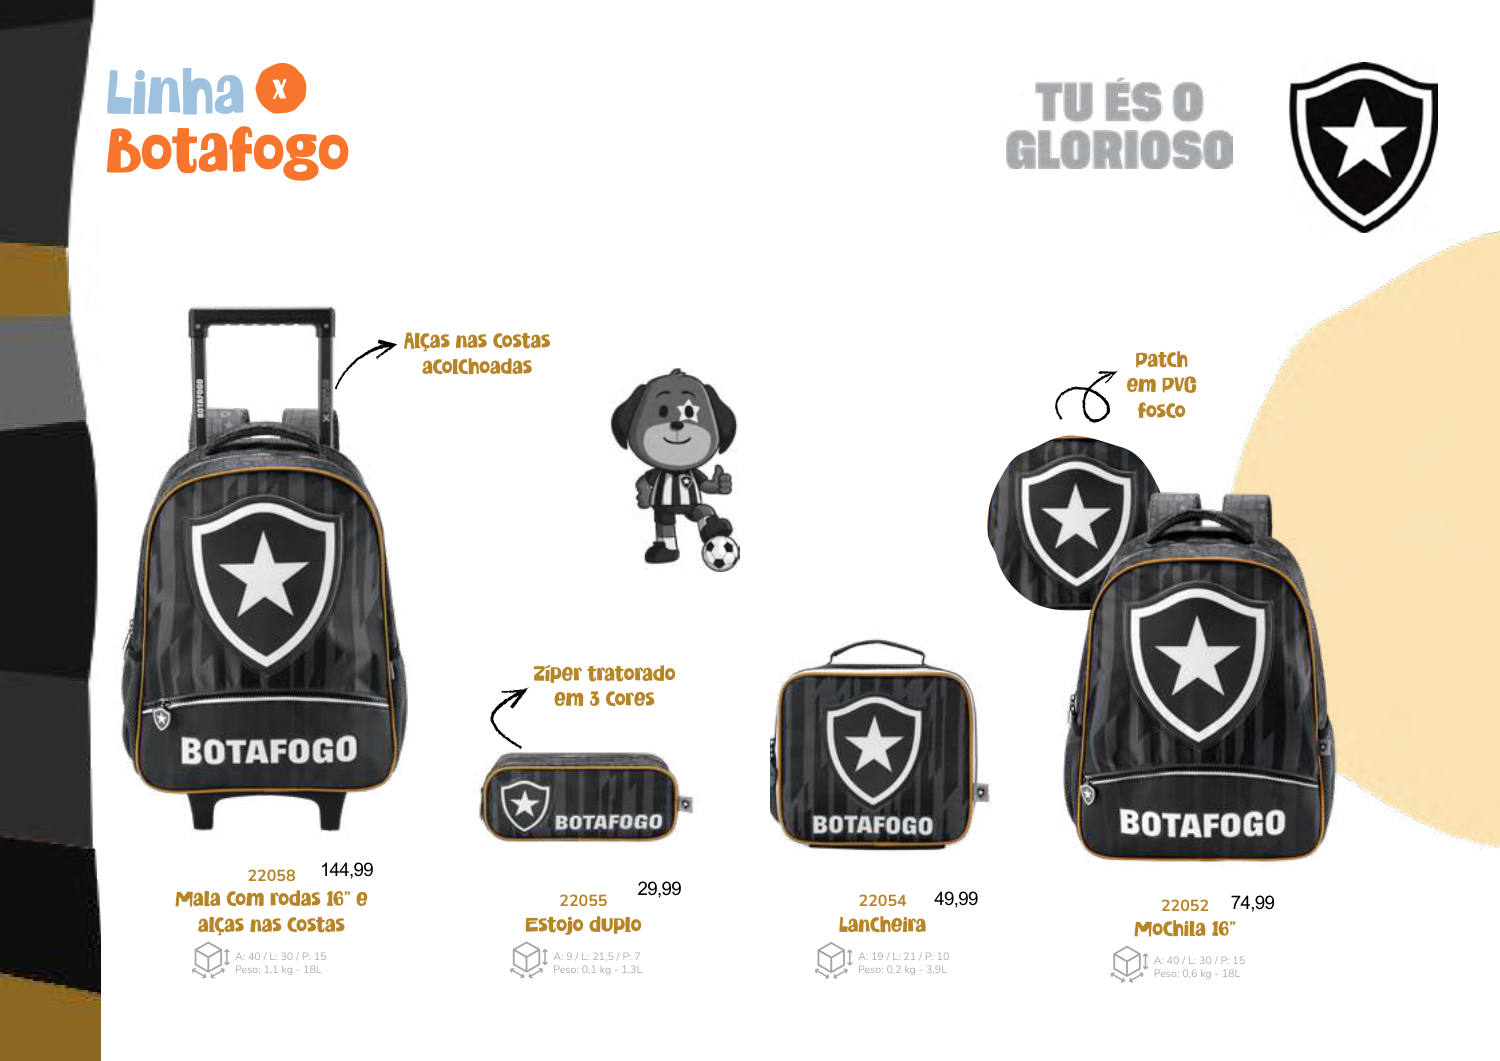 Linha x
Botafogo
TU ÉS O
GLORIOSO
Alças nas Costas
acolchoadas
Patch
em PVC
fosco
Zíper tratorado
em 3 cores
BOTAFOGO
BOTAFOGO
BOTAFOGO
BOTAFOGO
BOTAFOGO
22058 144,99
Mala com rodas 16” e
alças nas costas
A: 40 / L: 30 / P: 15
Peso: 1,1 kg - 18L
22055 29,99
Estojo duplo
A: 9 / L: 21,5 / P: 7
Peso: 0,1 kg - 1,3L
22054 49,99
Lancheira
A: 19 / L: 21 / P: 10
Peso: 0,2 kg - 3,9L
22052 74,99
Mochila 16”
A: 40 / L: 30 / P: 15
Peso: 0,6 kg - 18L